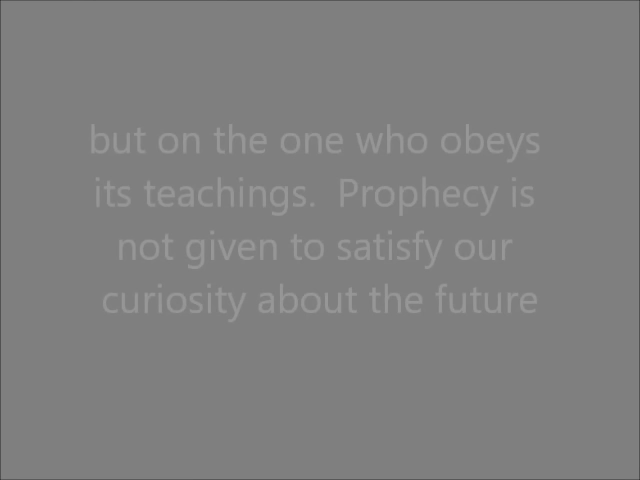 but on the one who obeys
its teachings.  Prophecy is
not given to satisfy our
curiosity about the future